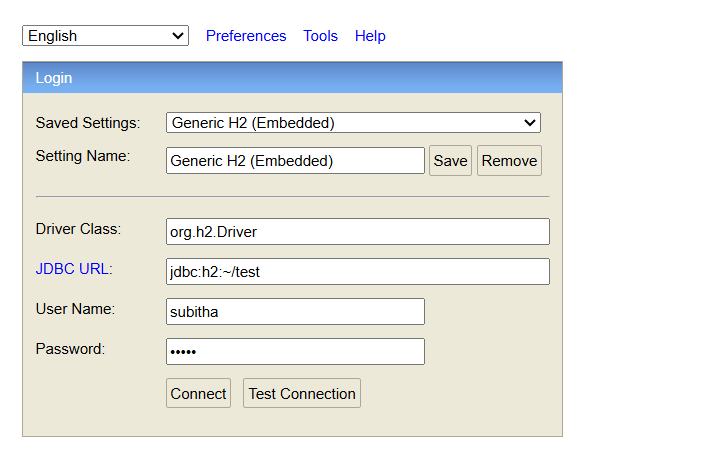 English Preferences Tools Help
Login
Saved Settings: Generic H2 (Embedded)
Setting Name: Generic H2 (Embedded) Save Remove
Driver Class: org.h2.Driver
JDBC URL: jdbc:h2:~/test
User Name: subitha
Password: •••••
Connect Test Connection